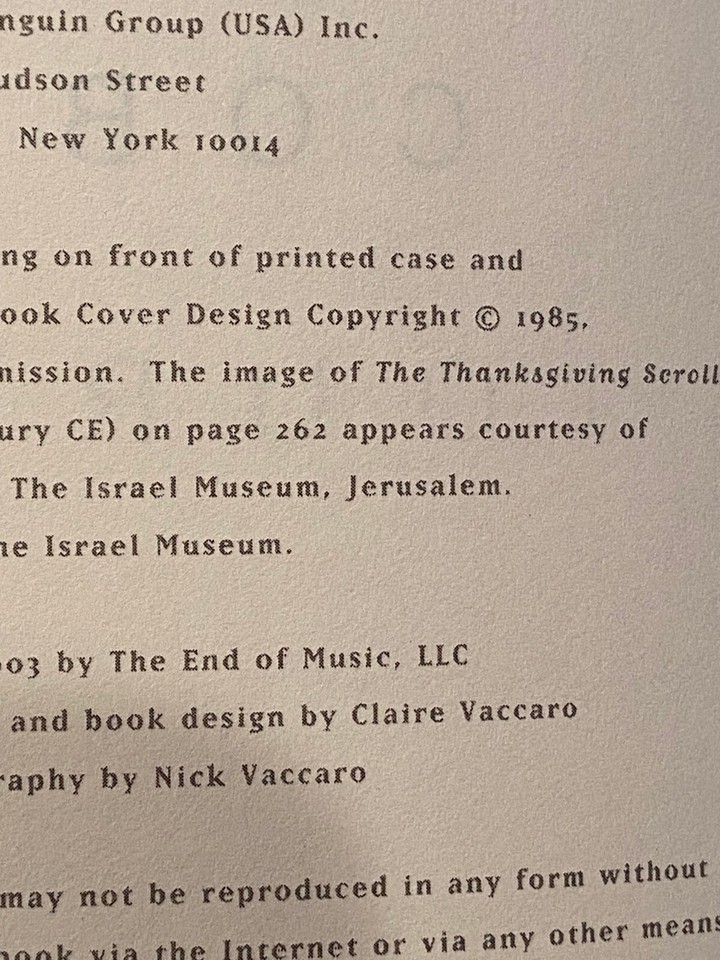 nguin Group (USA) Inc.
udson Street
New York 10014
ng on front of printed case and
ook Cover Design Copyright © 1985,
mission. The image of The Thanksgiving Scroll
ury CE) on page 262 appears courtesy of
The Israel Museum, Jerusalem.
he Israel Museum.
003 by The End of Music, LLC
and book design by Claire Vaccaro
raphy by Nick Vaccaro
may not be reproduced in any form without
book via the Internet or via any other means